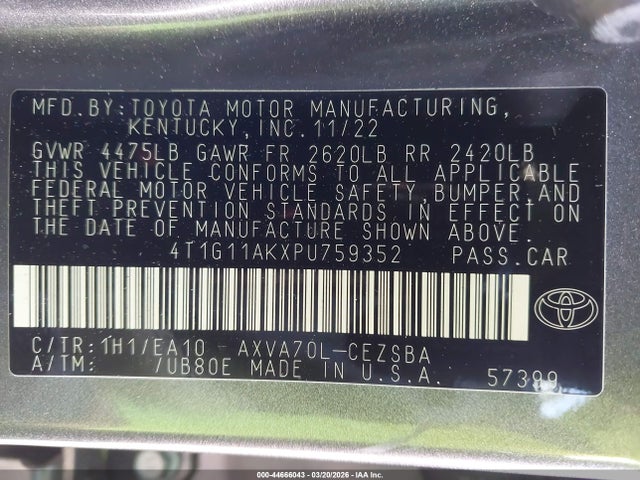 MFD.BY:TOYOTA MOTOR MANUFACTURING,
KENTUCKY,INC.11/22
GVWR 4475LB GAWR FR 2620LB RR 2420LB
THIS VEHICLE CONFORMS TO ALL APPLICABLE
FEDERAL MOTOR VEHICLE SAFETY,BUMPER,AND
THEFT PREVENTION STANDARDS IN EFFECT ON
THE DATE OF MANUFACTURE SHOWN ABOVE.
4T1G11AKXPU759352 PASS.CAR
C/TR:1H1/EA10 AXVA70L-CEZSBA
A/TM: /UB80E MADE IN U.S.A. 57399
000-44666043 | 03/20/2026 - IAA Inc.